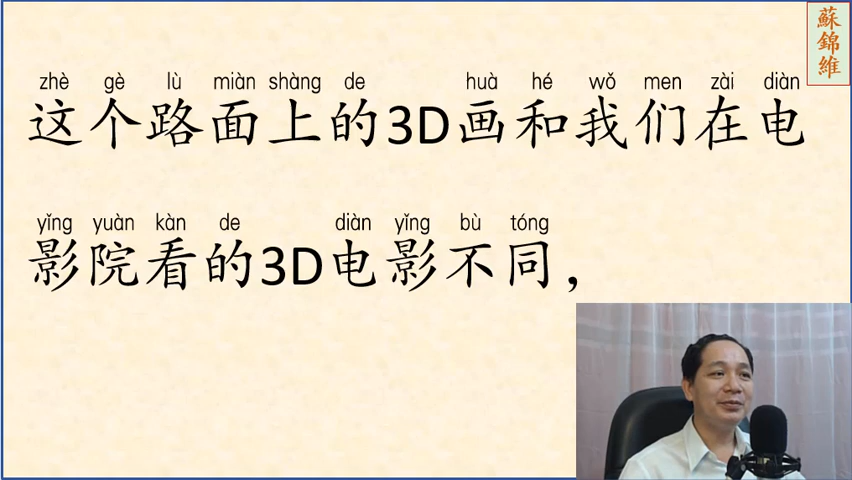 蘇錦維
zhè gè lù miàn shàng de huà hé wǒ men zài diàn
这个路面上的3D画和我们在电
yǐng yuàn kàn de diàn yǐng bù tóng
影院看的3D电影不同，